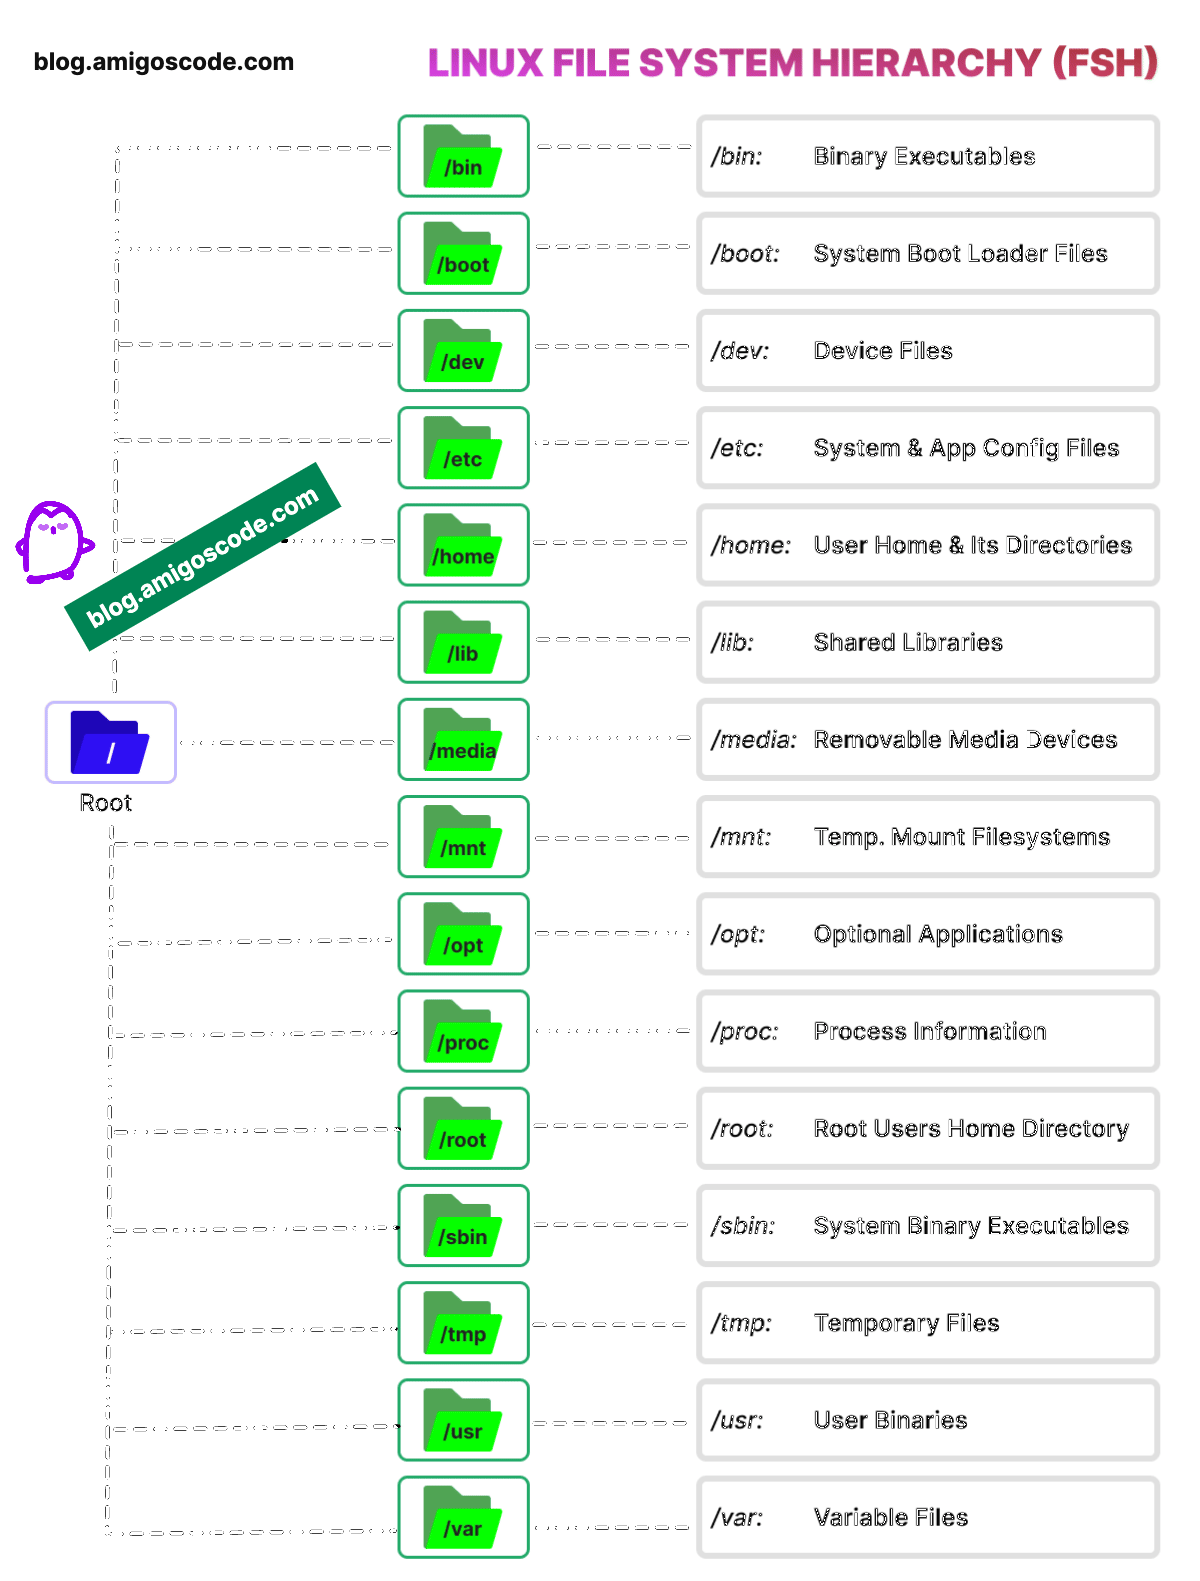 blog.amigoscode.com
LINUX FILE SYSTEM HIERARCHY (FSH)
/bin
/bin: Binary Executables
/boot
/boot: System Boot Loader Files
/dev
/dev: Device Files
/etc
/etc: System & App Config Files
blog.amigoscode.com
/home
/home: User Home & Its Directories
/lib
/lib: Shared Libraries
/
Root
/media
/media: Removable Media Devices
/mnt
/mnt: Temp. Mount Filesystems
/opt
/opt: Optional Applications
/proc
/proc: Process Information
/root
/root: Root Users Home Directory
/sbin
/sbin: System Binary Executables
/tmp
/tmp: Temporary Files
/usr
/usr: User Binaries
/var
/var: Variable Files